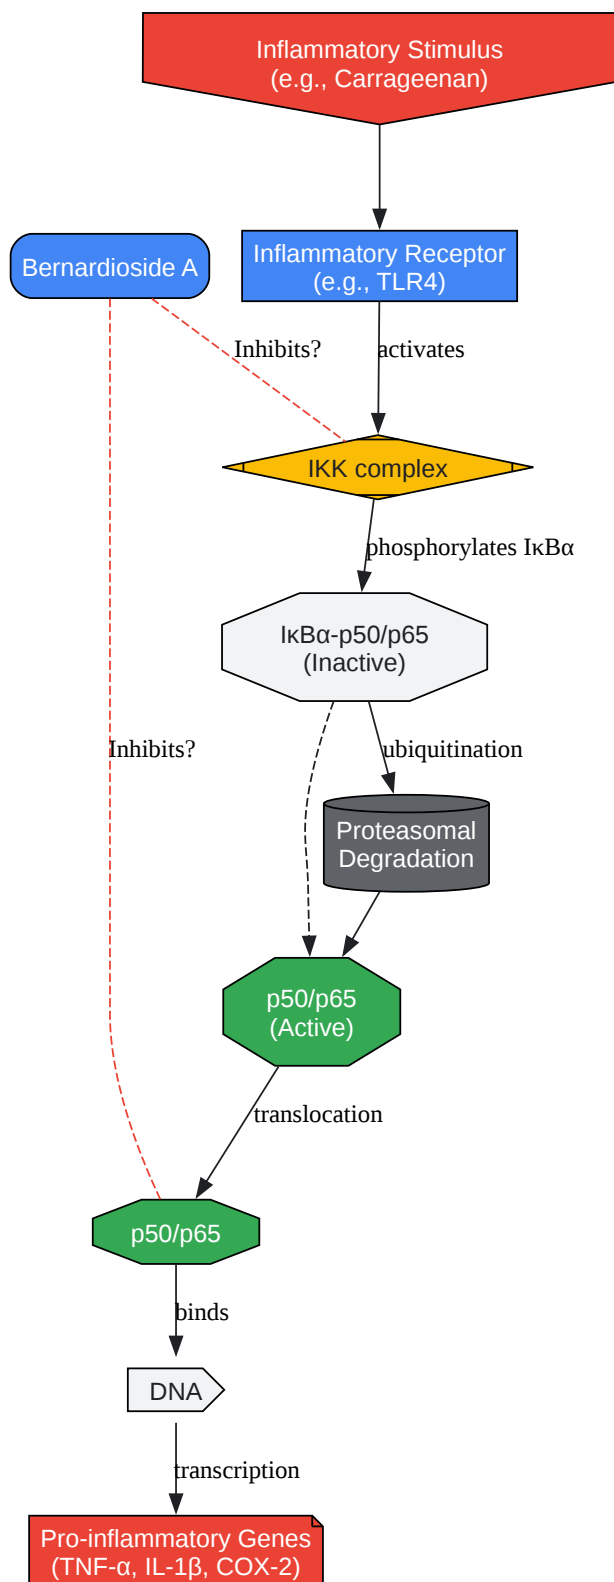 Inflammatory Stimulus
(e.g., Carrageenan)
Bernardioside A
Inflammatory Receptor
(e.g., TLR4)
Inhibits?
activates
IKK complex
phosphorylates IκBα
IκBα-p50/p65
(Inactive)
Inhibits?
ubiquitination
Proteasomal
Degradation
p50/p65
(Active)
translocation
p50/p65
binds
DNA
transcription
Pro-inflammatory Genes
(TNF-α, IL-1β, COX-2)